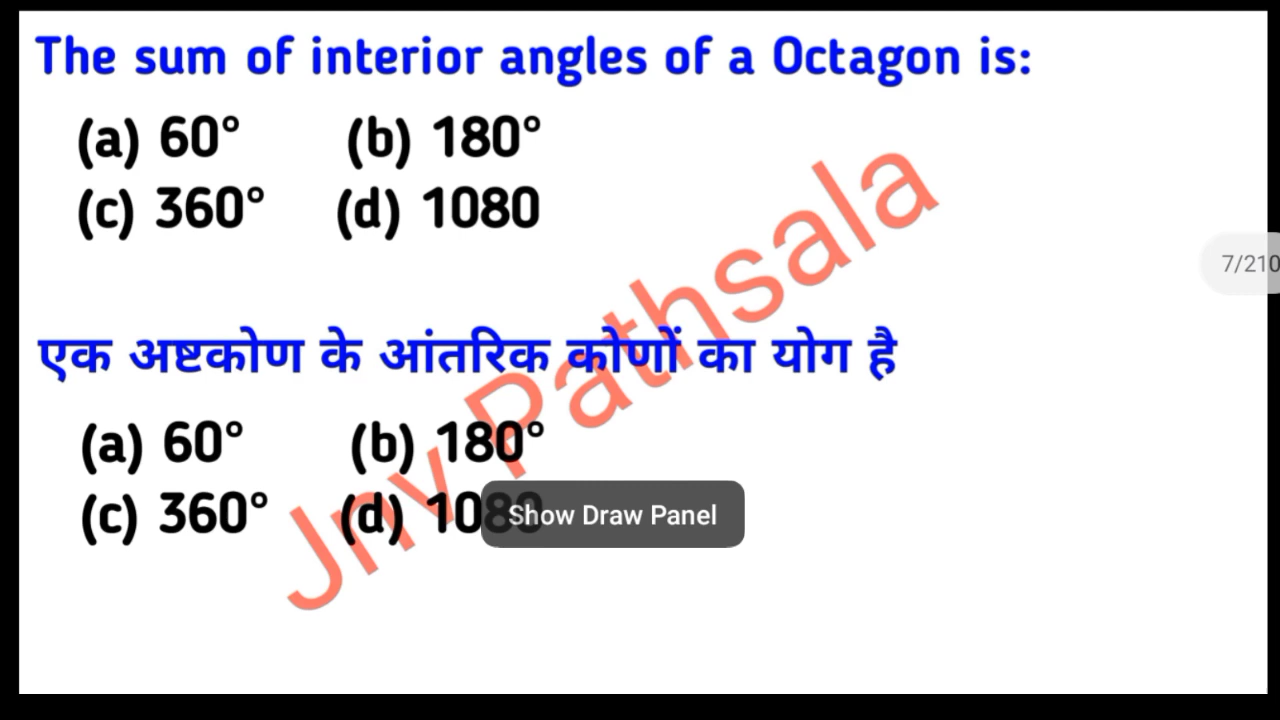 The sum of interior angles of a Octagon is:
(a) 60° (b) 180°
(c) 360° (d) 1080
7/210
एक अष्टकोण के आंतरिक कोणों का योग है
(a) 60° (b) 180°
(c) 360° (d) 1080
Show Draw Panel
Jnv Pathsala